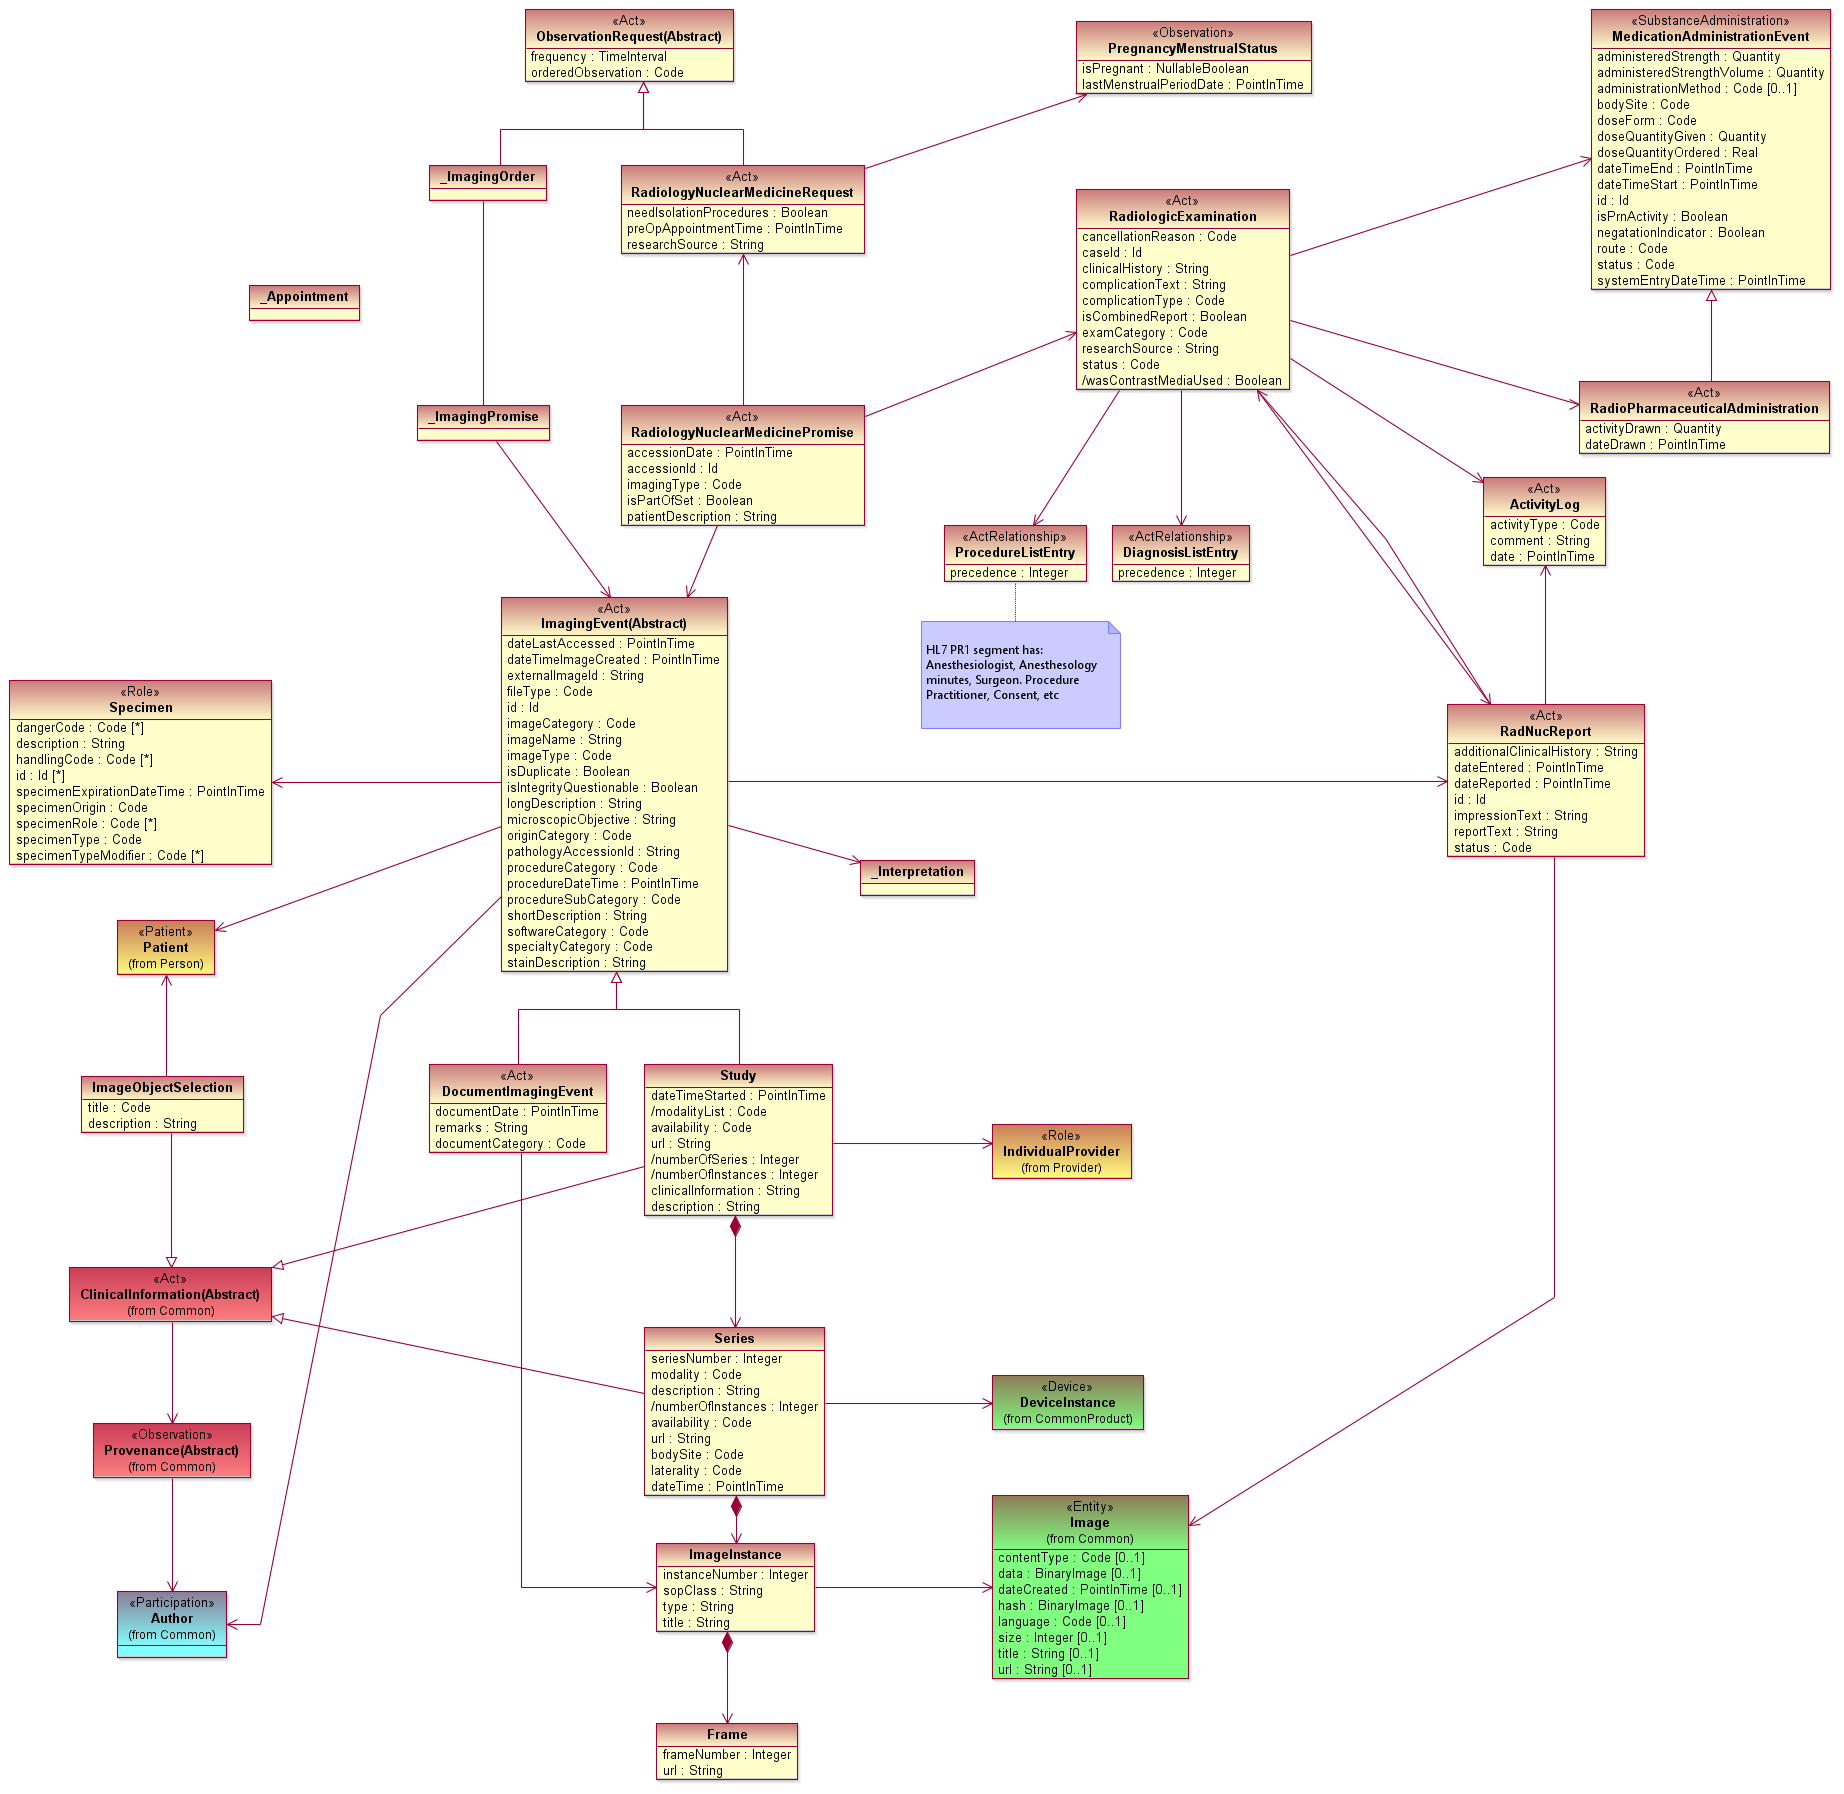 «Act»
ObservationRequest(Abstract)
frequency : TimeInterval
orderedObservation : Code
«Observation»
PregnancyMenstrualStatus
isPregnant : NullableBoolean
lastMenstrualPeriodDate : PointInTime
«SubstanceAdministration»
MedicationAdministrationEvent
administeredStrength : Quantity
administeredStrengthVolume : Quantity
administrationMethod : Code [0..1]
bodySite : Code
doseForm : Code
doseQuantityGiven : Quantity
doseQuantityOrdered : Real
dateTimeEnd : PointInTime
dateTimeStart : PointInTime
id : Id
isPrnActivity : Boolean
negatationIndicator : Boolean
route : Code
status : Code
systemEntryDateTime : PointInTime
_ImagingOrder
«Act»
RadiologyNuclearMedicineRequest
needIsolationProcedures : Boolean
preOpAppointmentTime : PointInTime
researchSource : String
«Act»
RadiologicExamination
cancellationReason : Code
caseId : Id
clinicalHistory : String
complicationText : String
complicationType : Code
isCombinedReport : Boolean
examCategory : Code
researchSource : String
status : Code
/wasContrastMediaUsed : Boolean
_Appointment
_ImagingPromise
«Act»
RadiologyNuclearMedicinePromise
accessionDate : PointInTime
accessionId : Id
imagingType : Code
isPartOfSet : Boolean
patientDescription : String
«Act»
RadioPharmaceuticalAdministration
activityDrawn : Quantity
dateDrawn : PointInTime
«Act»
ActivityLog
activityType : Code
comment : String
date : PointInTime
«ActRelationship»
ProcedureListEntry
precedence : Integer
«ActRelationship»
DiagnosisListEntry
precedence : Integer
HL7 PR1 segment has:
Anesthesiologist, Anesthesology
minutes, Surgeon. Procedure
Practitioner, Consent, etc
«Act»
ImagingEvent(Abstract)
dateLastAccessed : PointInTime
dateTimeImageCreated : PointInTime
externalImageId : String
fileType : Code
id : Id
imageCategory : Code
imageName : String
imageType : Code
isDuplicate : Boolean
isIntegrityQuestionable : Boolean
longDescription : String
microscopicObjective : String
originCategory : Code
pathologyAccessionId : String
procedureCategory : Code
procedureDateTime : PointInTime
procedureSubCategory : Code
shortDescription : String
softwareCategory : Code
specialtyCategory : Code
stainDescription : String
«Role»
Specimen
dangerCode : Code [*]
description : String
handlingCode : Code [*]
id : Id [*]
specimenExpirationDateTime : PointInTime
specimenOrigin : Code
specimenRole : Code [*]
specimenType : Code
specimenTypeModifier : Code [*]
«Act»
RadNucReport
additionalClinicalHistory : String
dateEntered : PointInTime
dateReported : PointInTime
id : Id
impressionText : String
reportText : String
status : Code
_Interpretation
«Patient»
Patient
(from Person)
ImageObjectSelection
title : Code
description : String
«Act»
DocumentImagingEvent
documentDate : PointInTime
remarks : String
documentCategory : Code
Study
dateTimeStarted : PointInTime
/modalityList : Code
availability : Code
url : String
/numberOfSeries : Integer
/numberOfInstances : Integer
clinicalInformation : String
description : String
«Role»
IndividualProvider
(from Provider)
«Act»
ClinicalInformation(Abstract)
(from Common)
Series
seriesNumber : Integer
modality : Code
description : String
/numberOfInstances : Integer
availability : Code
url : String
bodySite : Code
laterality : Code
dateTime : PointInTime
«Device»
DeviceInstance
(from CommonProduct)
«Observation»
Provenance(Abstract)
(from Common)
«Entity»
Image
(from Common)
contentType : Code [0..1]
data : BinaryImage [0..1]
dateCreated : PointInTime [0..1]
hash : BinaryImage [0..1]
language : Code [0..1]
size : Integer [0..1]
title : String [0..1]
url : String [0..1]
ImageInstance
instanceNumber : Integer
sopClass : String
type : String
title : String
«Participation»
Author
(from Common)
Frame
frameNumber : Integer
url : String